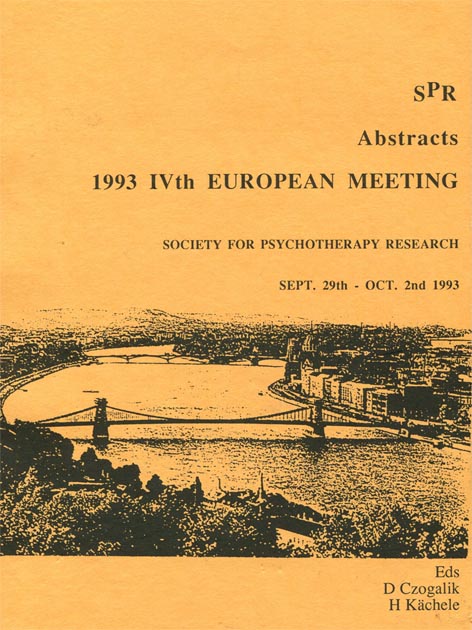 SPR
Abstracts
1993 IVth EUROPEAN MEETING
SOCIETY FOR PSYCHOTHERAPY RESEARCH
SEPT. 29th - OCT. 2nd 1993
Eds
D Czogalik
H Kächele